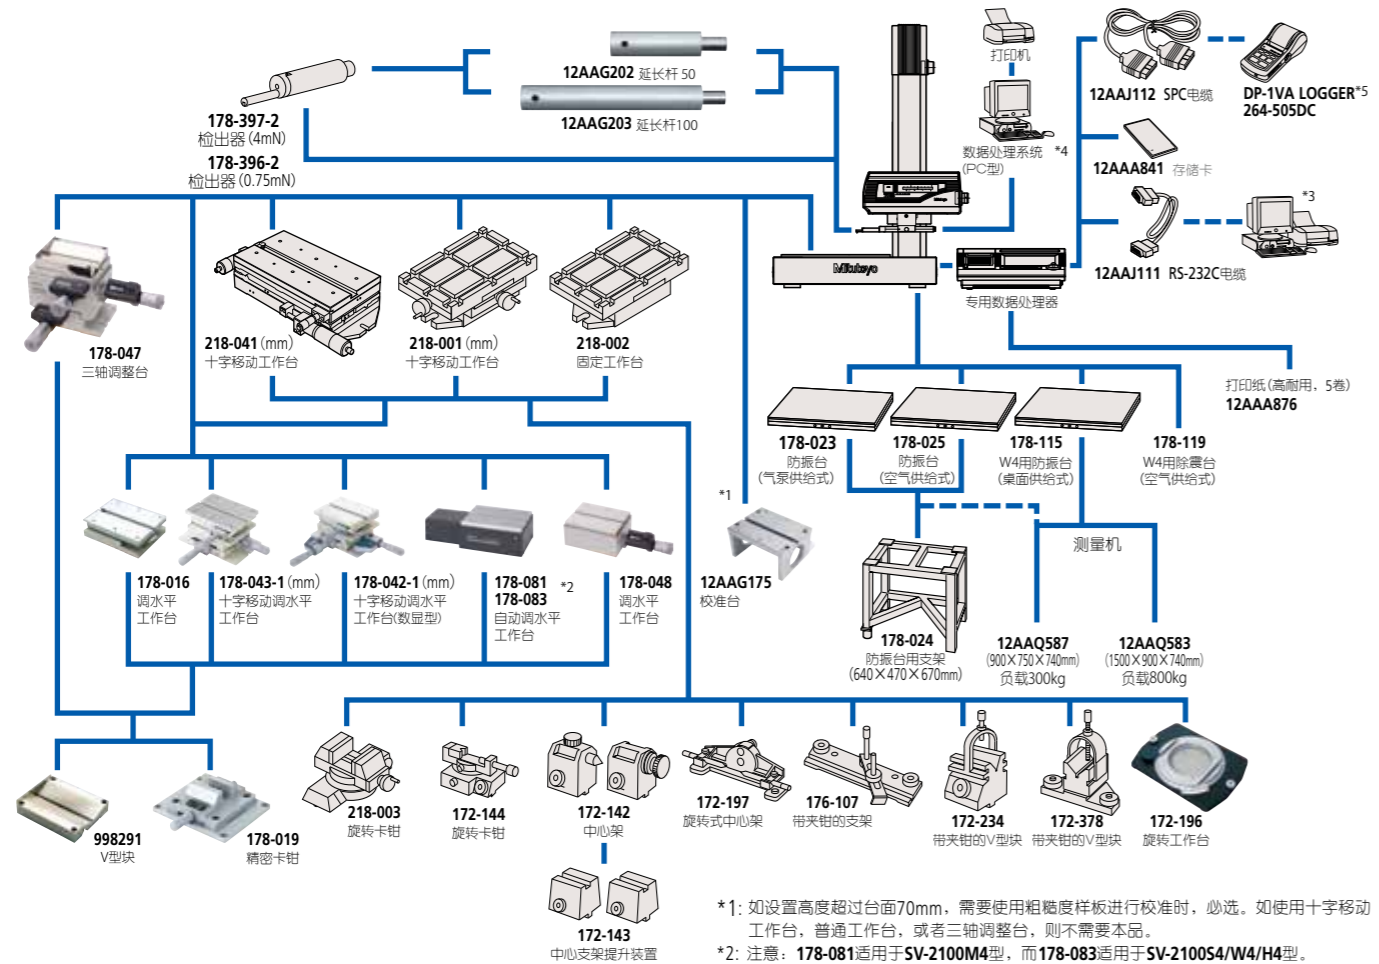 打印机
12AAG202 延长杆 50
12AAG203 延长杆100
178-397-2
检出器(4mN)
178-396-2
检出器(0.75mN)
数据处理系统 *4
(PC型)
12AAJ112 SPC电缆
DP-1VA LOGGER*5
264-505DC
12AAA841 存储卡
*3
12AAJ111 RS-232C电缆
Mitutoyo
专用数据处理器
178-047
三轴调整台
218-041(mm)
十字移动工作台
218-001(mm)
十字移动工作台
218-002
固定工作台
打印纸(高耐用，5卷)
12AAA876
178-023
防振台
(气泵供给式)
178-025
防振台
(空气供给式)
178-115
W4用防振台
(桌面供给式)
178-119
W4用除震台
(空气供给式)
*1
测量机
178-016
调水平
工作台
178-043-1(mm)
十字移动调水平
工作台
178-042-1(mm)
十字移动调水平
工作台(数显型)
178-081
178-083
*2
自动调水平
工作台
178-048
调水平
工作台
12AAG175
校准台
178-024
防振台用支架
(640×470×670mm)
12AAQ587
(900×750×740mm)
负载300kg
12AAQ583
(1500×900×740mm)
负载800kg
998291
V型块
178-019
精密卡钳
218-003
旋转卡钳
172-144
旋转卡钳
172-142
中心架
172-197
旋转式中心架
176-107
带夹钳的支架
172-234
带夹钳的V型块
172-378
带夹钳的V型块
172-196
旋转工作台
172-143
中心支架提升装置
*1: 如设置高度超过台面70mm，需要使用粗糙度样板进行校准时，必选。如使用十字移动
工作台，普通工作台，或者三轴调整台，则不需要本品。
*2: 注意：178-081适用于SV-2100M4型，而178-083适用于SV-2100S4/W4/H4型。